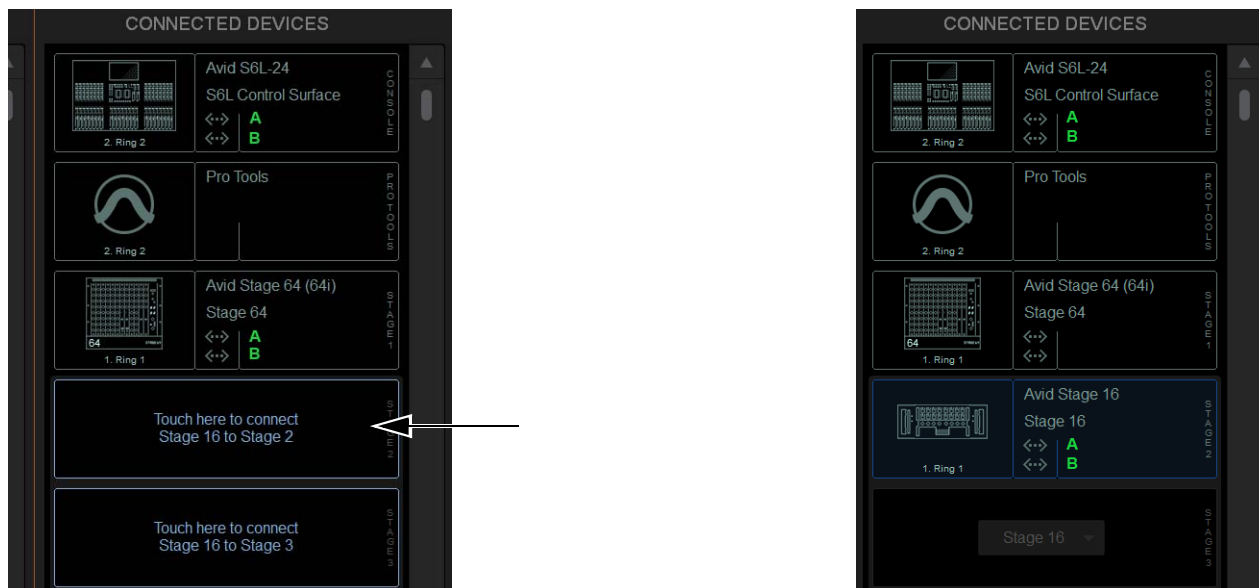 CONNECTED DEVICES
Avid S6L-24
S6L Control Surface
A
B
2. Ring 2
CONSOLE
Pro Tools
2. Ring 2
PRO TOOLS
Avid Stage 64 (64i)
Stage 64
A
B
64
1. Ring 1
STAGE 1
Touch here to connect
Stage 16 to Stage 2
STAGE 2
Touch here to connect
Stage 16 to Stage 3
STAGE 3
CONNECTED DEVICES
Avid S6L-24
S6L Control Surface
A
B
2. Ring 2
CONSOLE
Pro Tools
2. Ring 2
PRO TOOLS
Avid Stage 64 (64i)
Stage 64
64
1. Ring 1
STAGE 1
Avid Stage 16
Stage 16
A
B
1. Ring 1
STAGE 2
Stage 16
STAGE 3